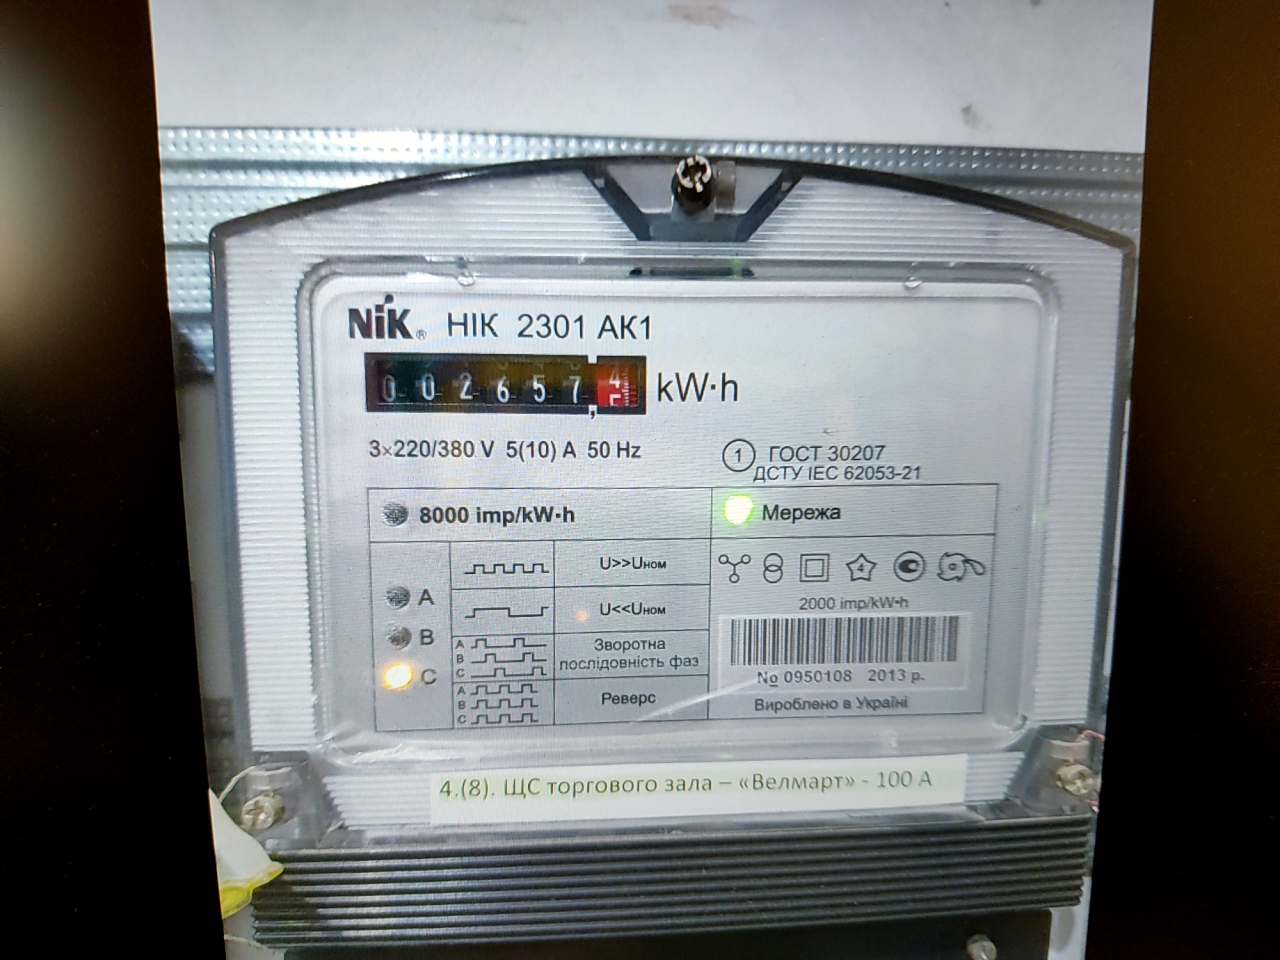 NiK® НІК 2301 АК1
0 0 2 6 5 7 , 4 kW·h
3×220/380 V 5(10) A 50 Hz
1 ГОСТ 30207
ДСТУ IEC 62053-21
8000 imp/kW·h
Мережа
A
B
C
U>>Uном
U<<Uном
A
B
C
Зворотна
послідовність фаз
A
B
C
Реверс
4
2000 imp/kW·h
№ 0950108 2013 р.
Вироблено в Україні
4.(8). ЩС торгового зала – «Велмарт» - 100 А